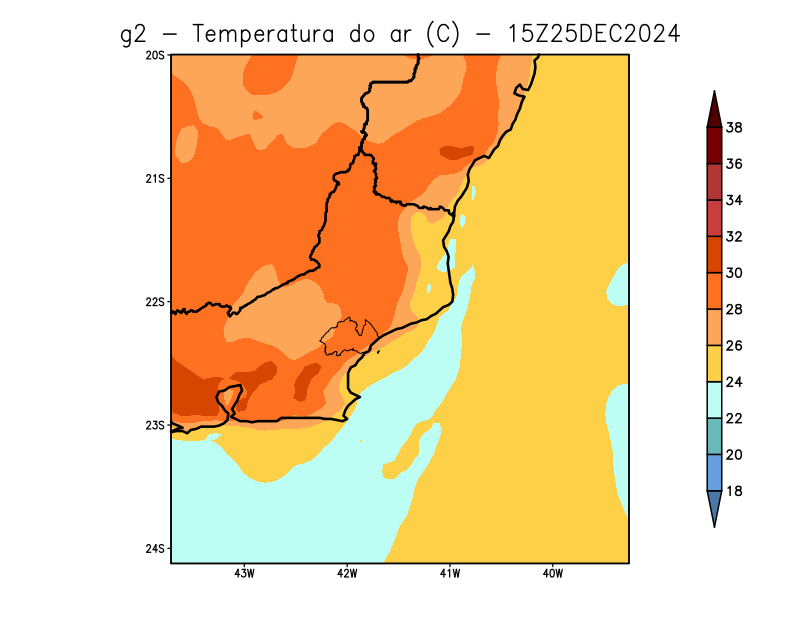 g2 – Temperatura do ar (C) – 15Z25DEC2024
20S
21S
22S
23S
24S
43W
42W
41W
40W
38
36
34
32
30
28
26
24
22
20
18